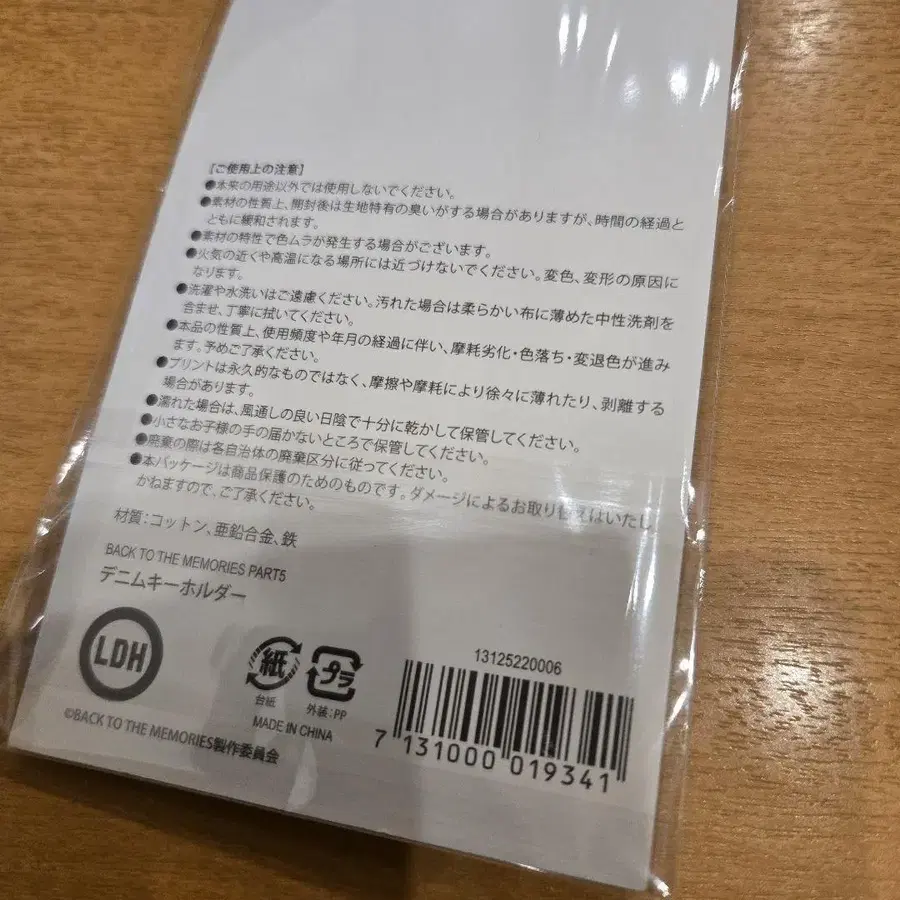 [ご使用上の注意]
●本来の用途以外では使用しないでください。
●素材の性質上、開封後は生地特有の臭いがする場合がありますが、時間の経過と
ともに緩和されます。
●素材の特性で色ムラが発生する場合がございます。
●火気の近くや高温になる場所には近づけないでください。変色、変形の原因に
なります。
●洗濯や水洗いはご遠慮ください。汚れた場合は柔らかい布に薄めた中性洗剤を
含ませ、丁寧に拭いてください。
●本品の性質上、使用頻度や年月の経過に伴い、摩耗劣化・色落ち・変退色が進み
ます。予めご了承ください。
●プリントは永久的なものではなく、摩擦や摩耗により徐々に薄れたり、剥離する
場合があります。
●濡れた場合は、風通しの良い日陰で十分に乾かして保管してください。
●小さなお子様の手の届かないところで保管してください。
●廃棄の際は各自治体の廃棄区分に従ってください。
●本パッケージは商品保護のためのものです。ダメージによるお取り替えはいたし
かねますので、ご了承ください。
材質:コットン、亜鉛合金、鉄
BACK TO THE MEMORIES PART5
デニムキーホルダー
LDH
紙
台紙
プラ
外装:PP
MADE IN CHINA
©BACK TO THE MEMORIES製作委員会
13125220006
7 131000 019341